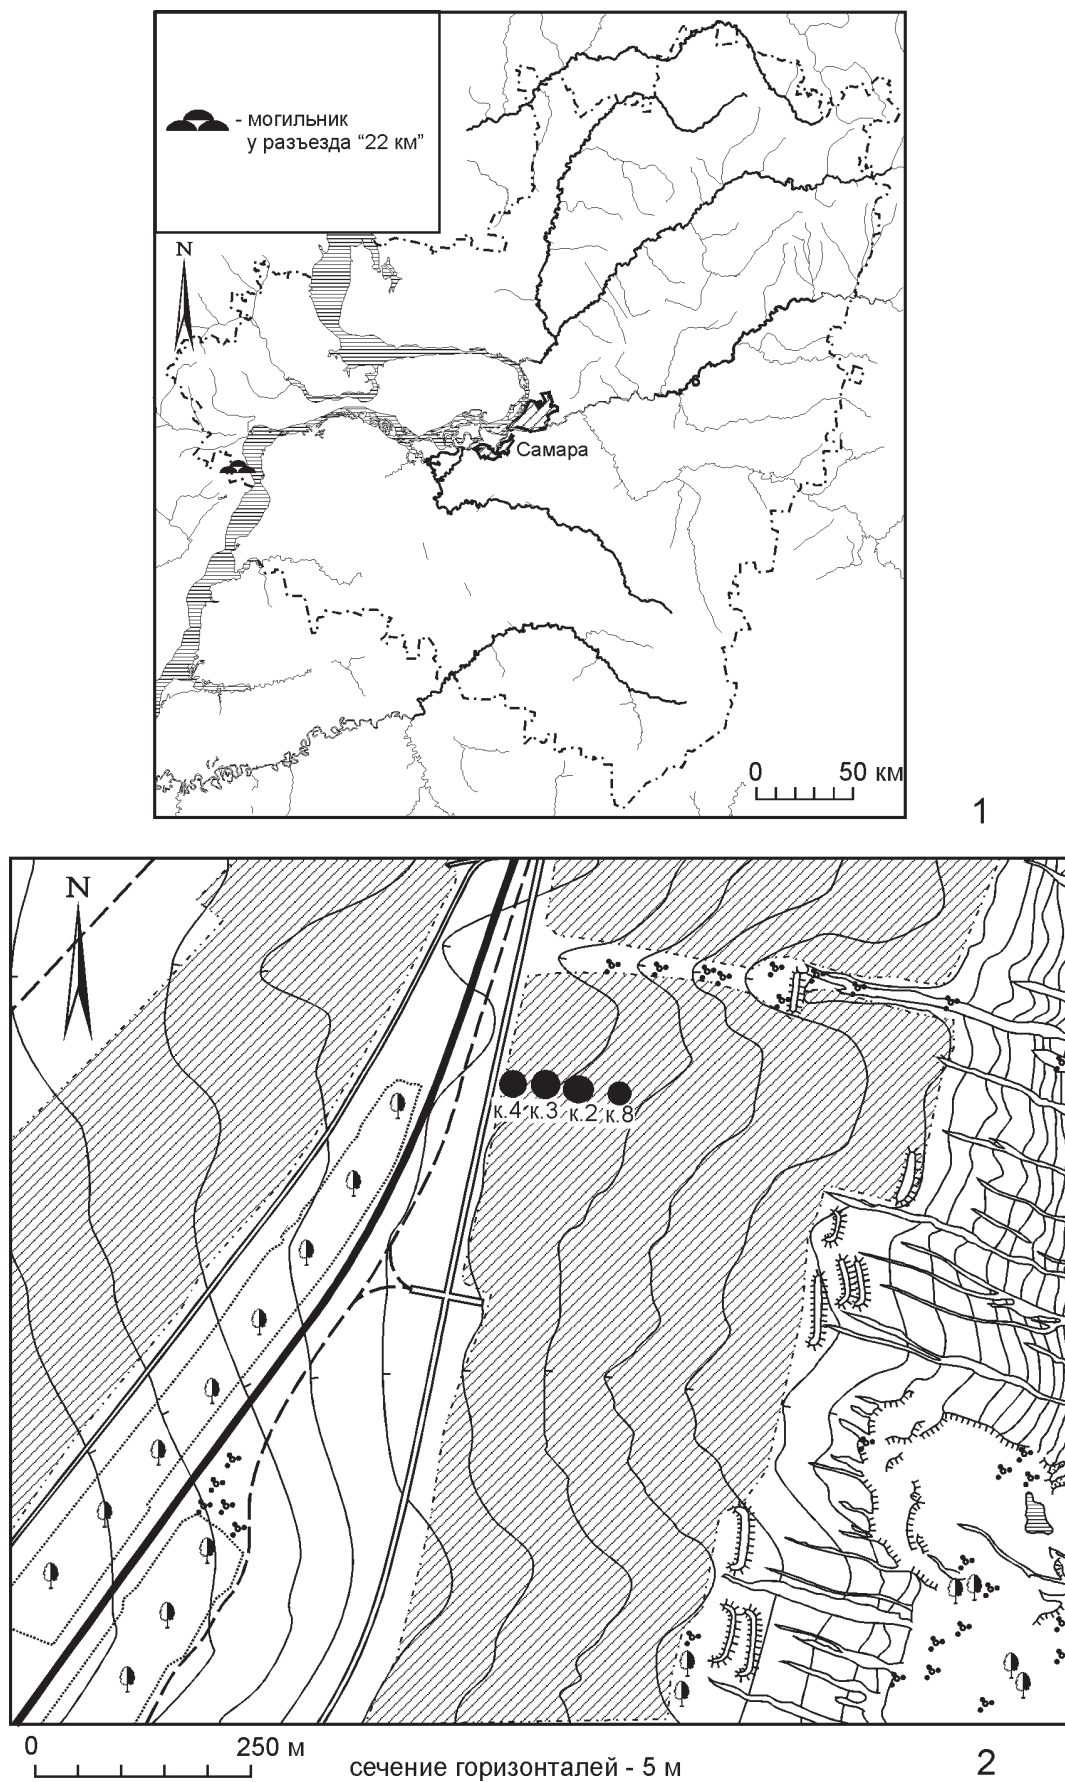 - могильник
у разъезда “22 км”
N
Самара
0 50 км
1
N
к.4 к.3 к.2 к.8
0 250 м
сечение горизонталей - 5 м
2